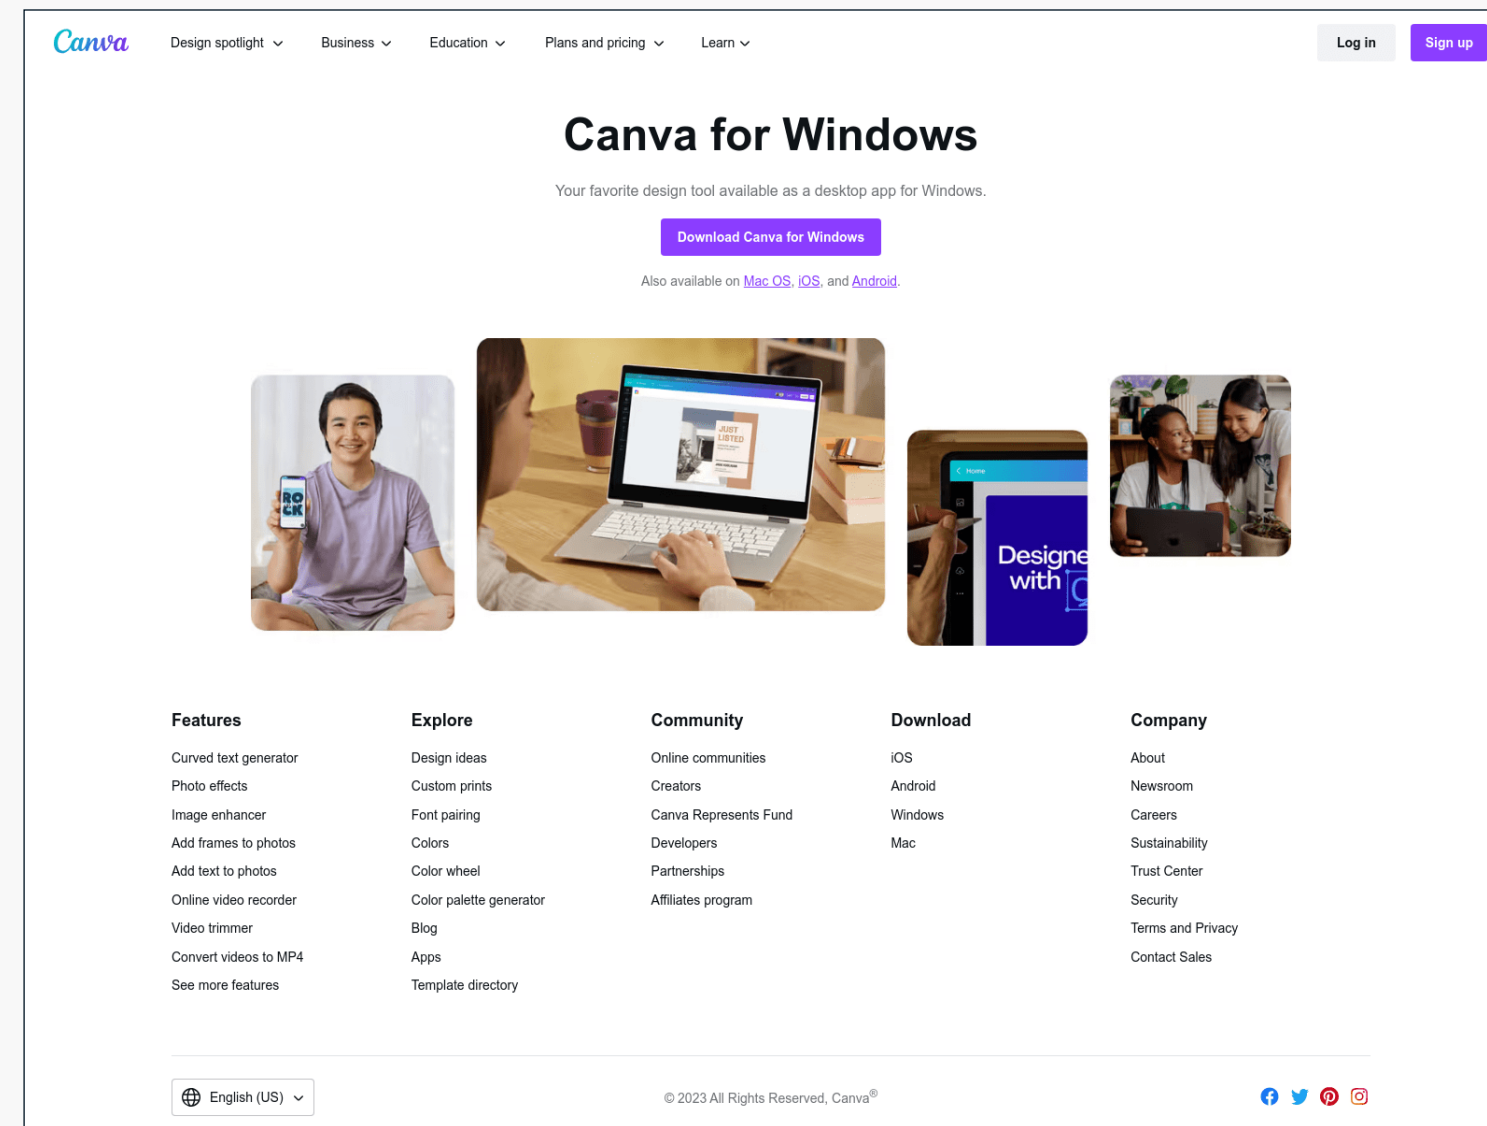 Canva
Design spotlight
Business
Education
Plans and pricing
Learn
Log in
Sign up
Canva for Windows
Your favorite design tool available as a desktop app for Windows.
Download Canva for Windows
Also available on Mac OS, iOS, and Android.
RO
CK
JUST
LISTED
Home
Designe
with
Features
Curved text generator
Photo effects
Image enhancer
Add frames to photos
Add text to photos
Online video recorder
Video trimmer
Convert videos to MP4
See more features
Explore
Design ideas
Custom prints
Font pairing
Colors
Color wheel
Color palette generator
Blog
Apps
Template directory
Community
Online communities
Creators
Canva Represents Fund
Developers
Partnerships
Affiliates program
Download
iOS
Android
Windows
Mac
Company
About
Newsroom
Careers
Sustainability
Trust Center
Security
Terms and Privacy
Contact Sales
English (US)
© 2023 All Rights Reserved, Canva®